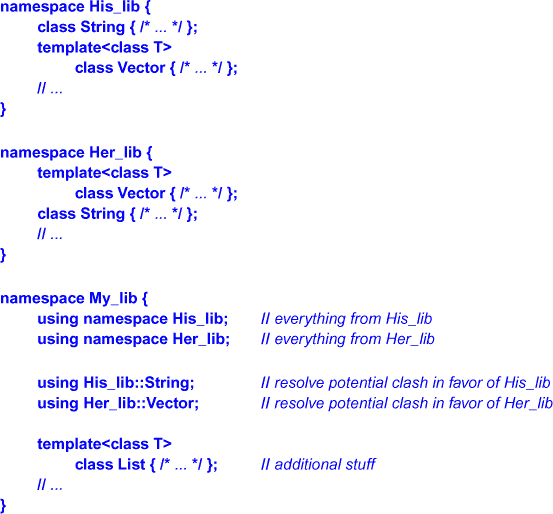 namespace His_lib {
class String { /* ... */ };
template<class T>
class Vector { /* ... */ };
// ...
}
namespace Her_lib {
template<class T>
class Vector { /* ... */ };
class String { /* ... */ };
// ...
}
namespace My_lib {
using namespace His_lib; // everything from His_lib
using namespace Her_lib; // everything from Her_lib
using His_lib::String; // resolve potential clash in favor of His_lib
using Her_lib::Vector; // resolve potential clash in favor of Her_lib
template<class T>
class List { /* ... */ }; // additional stuff
// ...
}